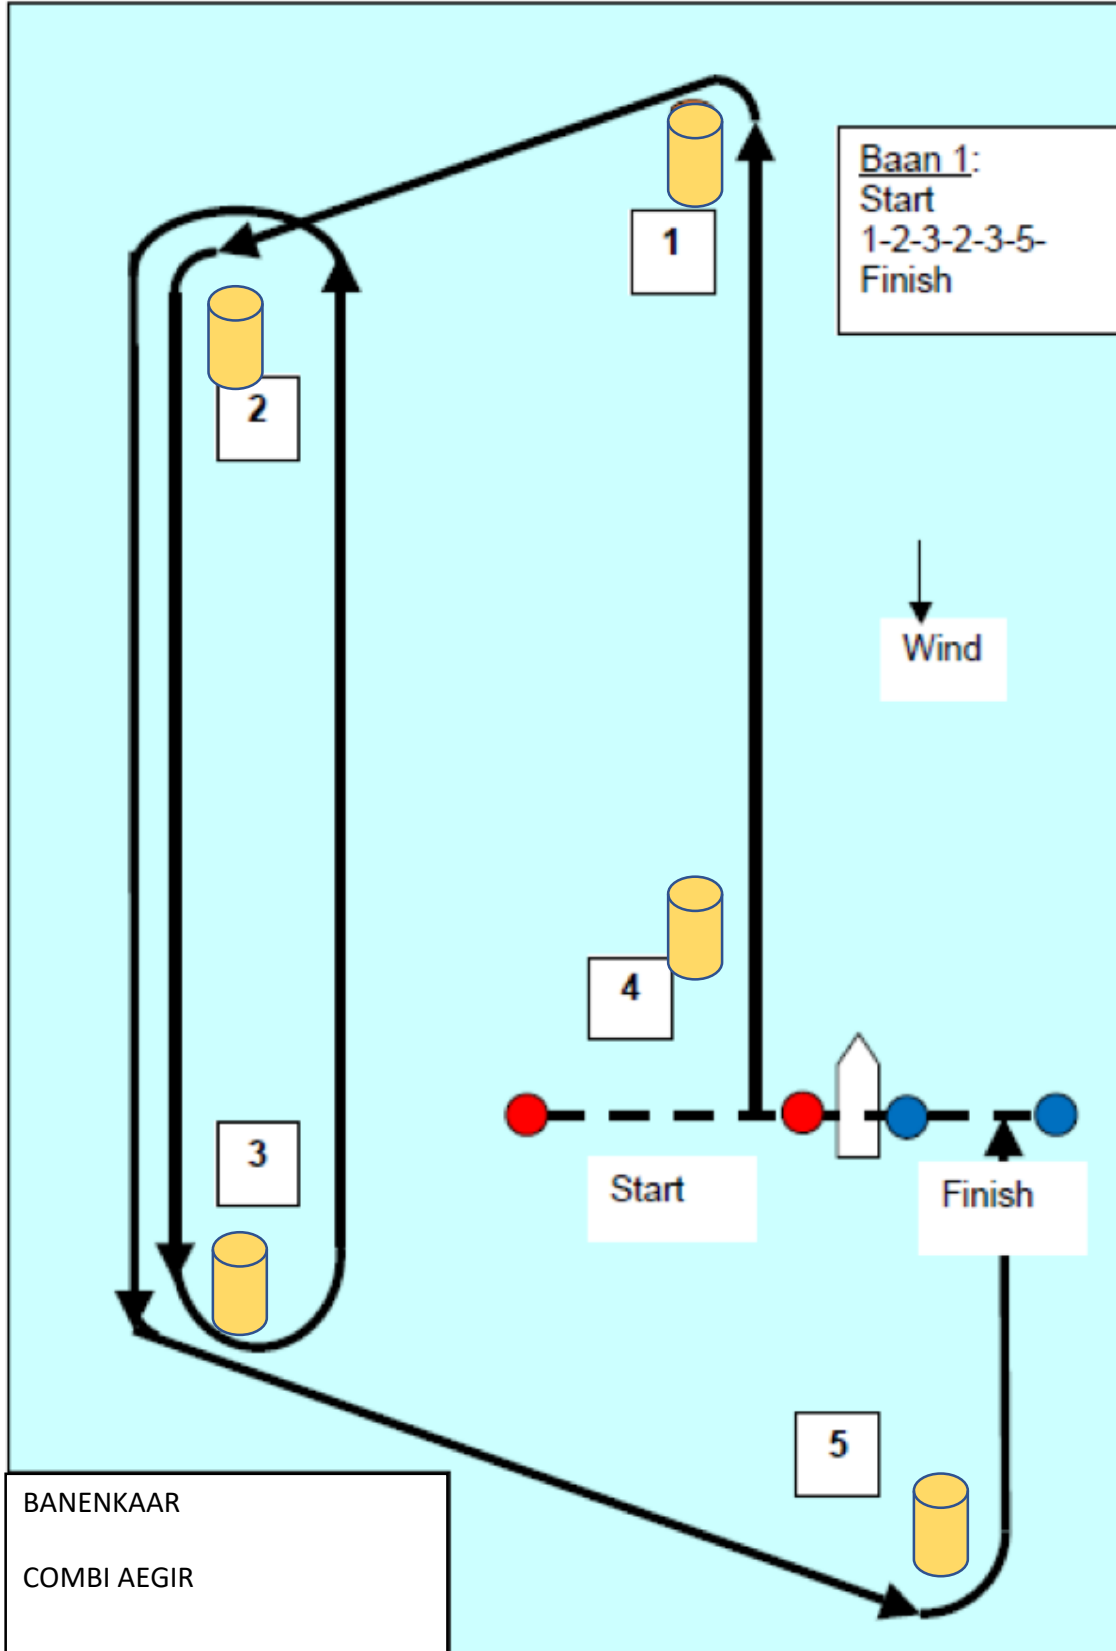 Baan 1:
Start
1-2-3-2-3-5-
Finish
1
2
Wind
4
3
Start
Finish
5
BANENKAAR
COMBI AEGIR